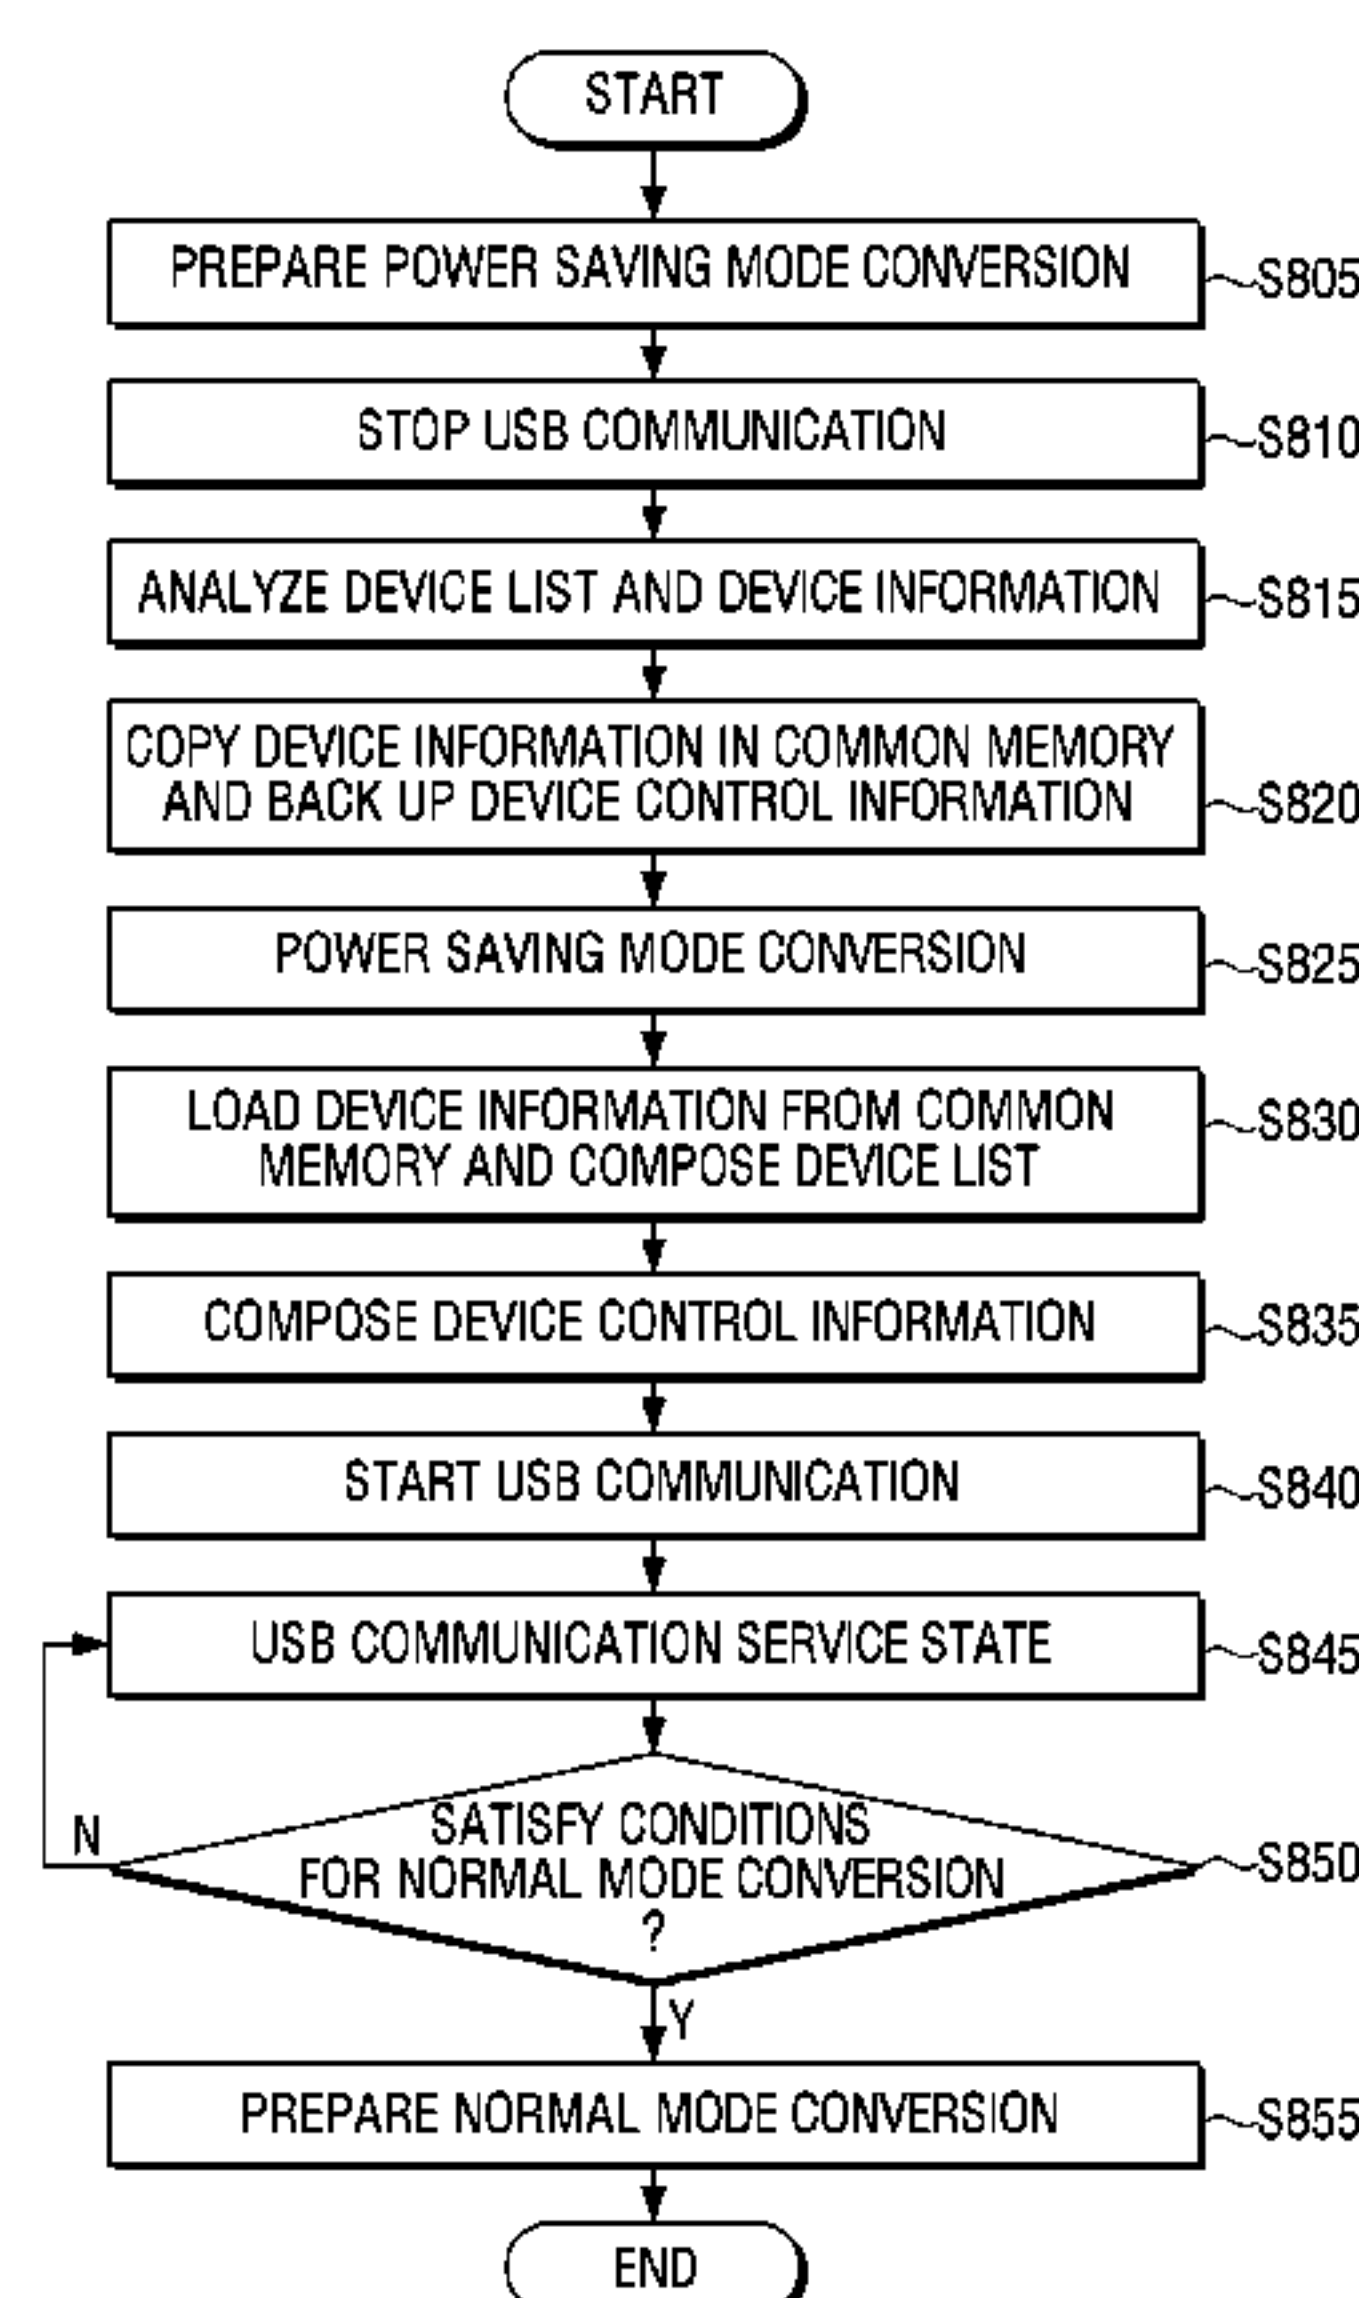 START
PREPARE POWER SAVING MODE CONVERSION
S805
STOP USB COMMUNICATION
S810
ANALYZE DEVICE LIST AND DEVICE INFORMATION
S815
COPY DEVICE INFORMATION IN COMMON MEMORY
AND BACK UP DEVICE CONTROL INFORMATION
S820
POWER SAVING MODE CONVERSION
S825
LOAD DEVICE INFORMATION FROM COMMON
MEMORY AND COMPOSE DEVICE LIST
S830
COMPOSE DEVICE CONTROL INFORMATION
S835
START USB COMMUNICATION
S840
USB COMMUNICATION SERVICE STATE
S845
SATISFY CONDITIONS
FOR NORMAL MODE CONVERSION
?
S850
N
Y
PREPARE NORMAL MODE CONVERSION
S855
END